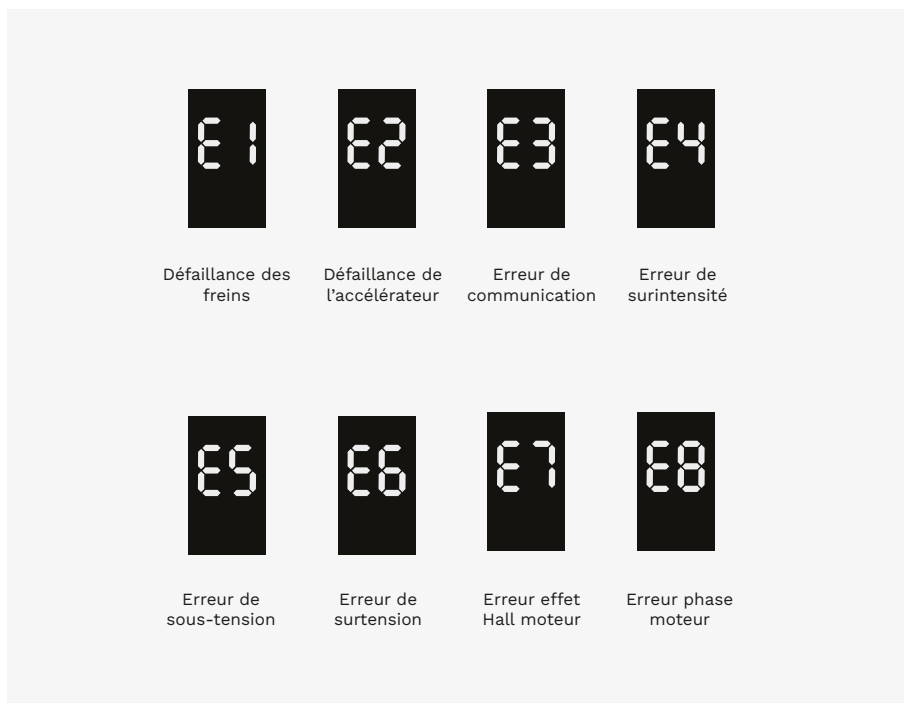 E1 E2 E3 E4
Défaillance des
freins
Défaillance de
l’accélérateur
Erreur de
communication
Erreur de
surintensité
E5 E6 E7 E8
Erreur de
sous-tension
Erreur de
surtension
Erreur effet
Hall moteur
Erreur phase
moteur